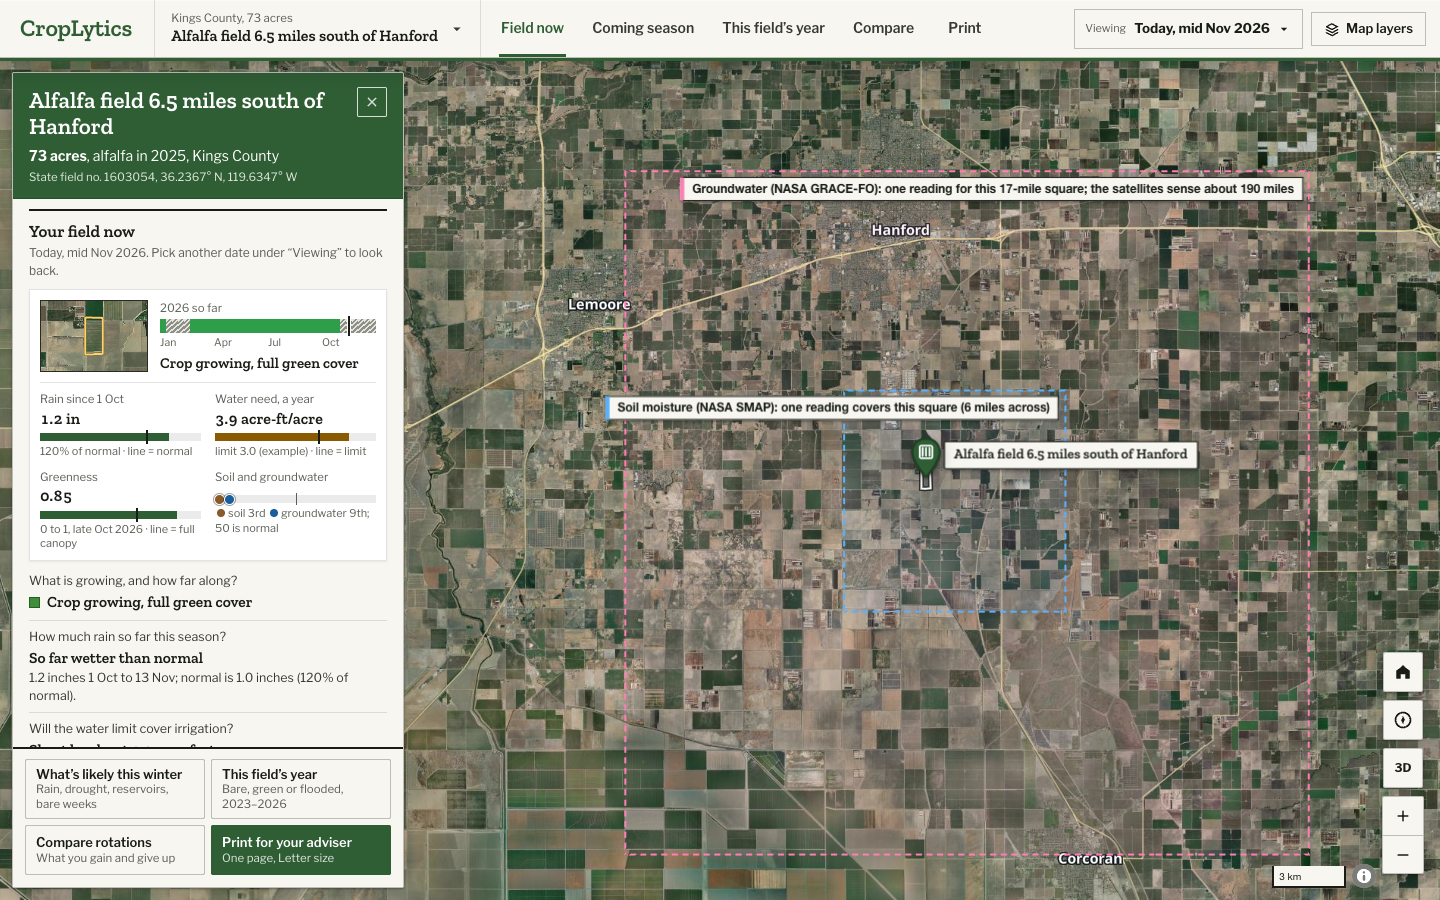 CropLytics
Kings County, 73 acres
Alfalfa field 6.5 miles south of Hanford
Field now
Coming season
This field's year
Compare
Print
Viewing Today, mid Nov 2026
Map layers
Alfalfa field 6.5 miles south of
Hanford
73 acres, alfalfa in 2025, Kings County
State field no. 1603054, 36.2367° N, 119.6347° W
Your field now
Today, mid Nov 2026. Pick another date under “Viewing” to look
back.
2026 so far
Jan Apr Jul Oct
Crop growing, full green cover
Rain since 1 Oct
1.2 in
120% of normal · line = normal
Water need, a year
3.9 acre-ft/acre
limit 3.0 (example) · line = limit
Greenness
0.85
0 to 1, late Oct 2026 · line = full
canopy
Soil and groundwater
soil 3rd groundwater 9th;
50 is normal
What is growing, and how far along?
Crop growing, full green cover
How much rain so far this season?
So far wetter than normal
1.2 inches 1 Oct to 13 Nov; normal is 1.0 inches (120% of
normal).
Will the water limit cover irrigation?
What's likely this winter
Rain, drought, reservoirs,
bare weeks
This field's year
Bare, green or flooded,
2023–2026
Compare rotations
What you gain and give up
Print for your adviser
One page, Letter size
Groundwater (NASA GRACE-FO): one reading for this 17-mile square; the satellites sense about 190 miles
Hanford
Lemoore
Soil moisture (NASA SMAP): one reading covers this square (6 miles across)
Alfalfa field 6.5 miles south of Hanford
Corcoran
3D
+
−
3 km